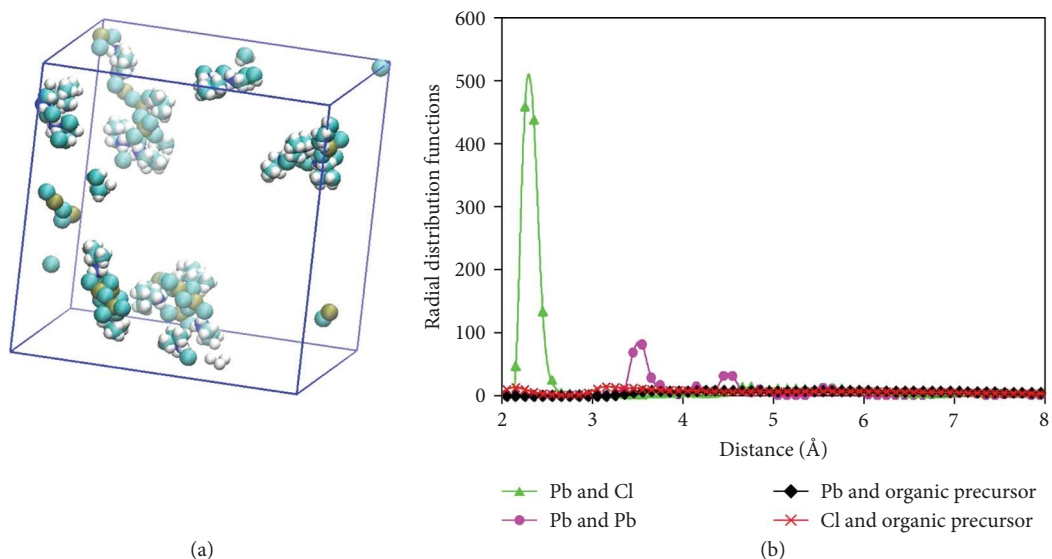 600
500
400
300
200
100
0
Radial distribution functions
2 3 4 5 6 7 8
Distance (Å)
Pb and Cl
Pb and Pb
Pb and organic precursor
Cl and organic precursor
(a)
(b)